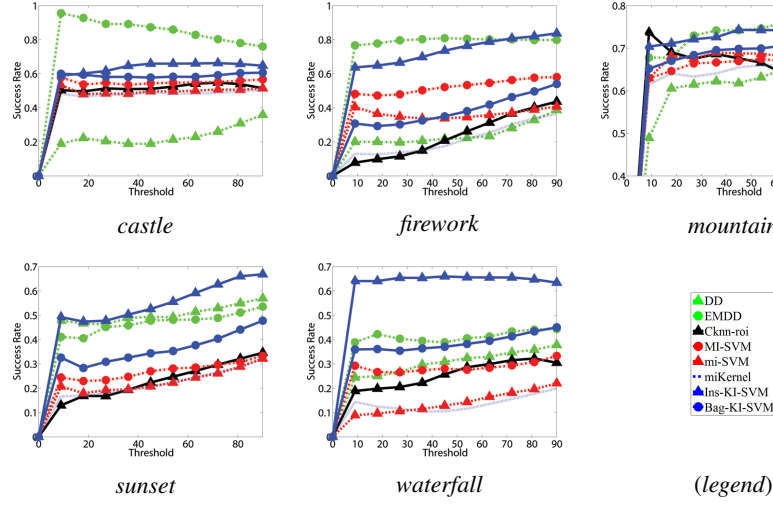 1
0.8
0.6
0.4
0.2
0
Success Rate
0 20 40 60 80
Threshold
castle
1
0.8
0.6
0.4
0.2
Success Rate
0 10 20 30 40 50 60 70 80 90
Threshold
firework
0.8
0.7
0.6
0.5
0.4
Success Rate
0 10 20 30 40 50
Threshold
mountain
0.7
0.6
0.5
0.4
0.3
0.2
0.1
0
Success Rate
0 10 20 30 40 50 60 70 80 90
Threshold
sunset
0.7
0.6
0.5
0.4
0.3
0.2
0.1
0
Success Rate
0 10 20 30 40 50 60 70 80 90
Threshold
waterfall
DD
EMDD
Cknn-roi
MI-SVM
mi-SVM
miKernel
Ins-KI-SVM
Bag-KI-SVM
(legend)